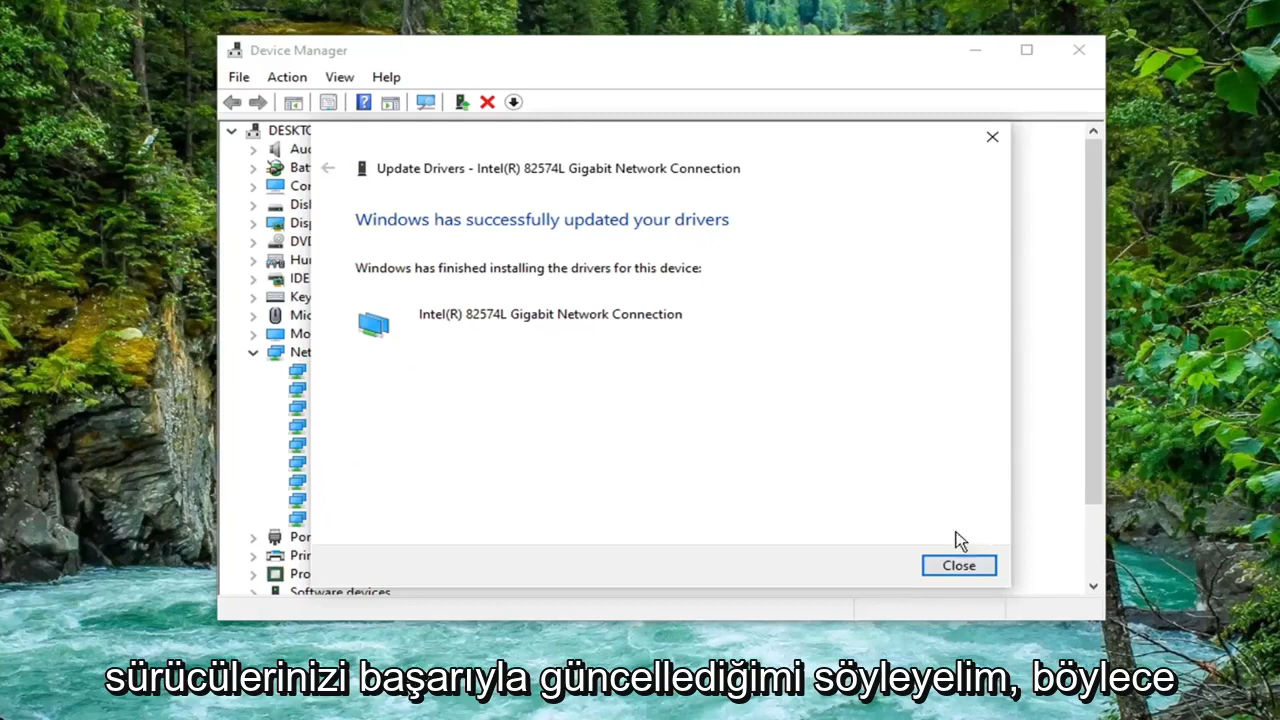 Device Manager
File Action View Help
DESKTO
Aud
Bat
Cor
Disl
Disp
DVD
Hur
IDE
Key
Mic
Mo
Net
Por
Prir
Pro
Software devices
Update Drivers - Intel(R) 82574L Gigabit Network Connection
Windows has successfully updated your drivers
Windows has finished installing the drivers for this device:
Intel(R) 82574L Gigabit Network Connection
Close
sürücülerinizi başarıyla güncellediğimi söyleyelim, böylece